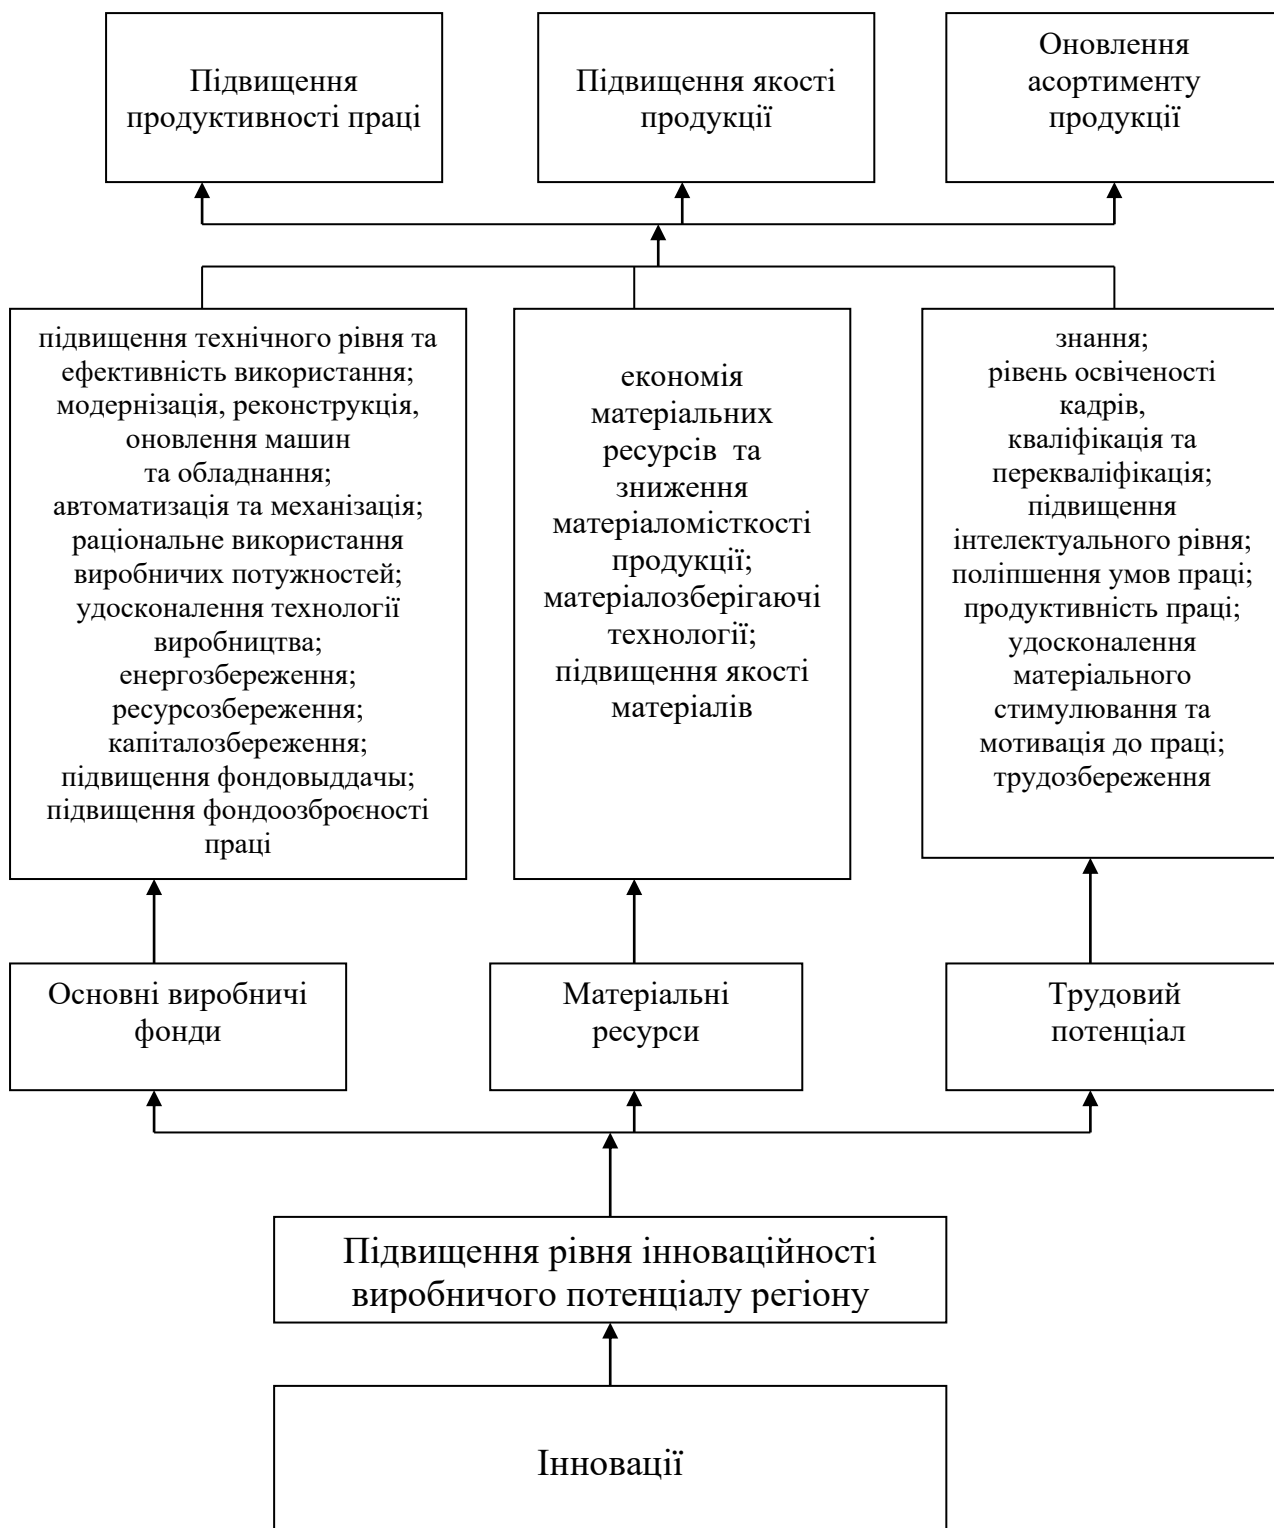 Підвищення
продуктивності праці
Підвищення якості
продукції
Оновлення
асортименту
продукції
підвищення технічного рівня та
ефективність використання;
модернізація, реконструкція,
оновлення машин
та обладнання;
автоматизація та механізація;
раціональне використання
виробничих потужностей;
удосконалення технології
виробництва;
енергозбереження;
ресурсозбереження;
капіталозбереження;
підвищення фондовыддачы;
підвищення фондоозброєності
праці
економія
матеріальних
ресурсів та
зниження
матеріаломісткості
продукції;
матеріалозберігаючі
технології;
підвищення якості
матеріалів
знання;
рівень освіченості
кадрів,
кваліфікація та
перекваліфікація;
підвищення
інтелектуального рівня;
поліпшення умов праці;
продуктивність праці;
удосконалення
матеріального
стимулювання та
мотивація до праці;
трудозбереження
Основні виробничі
фонди
Матеріальні
ресурси
Трудовий
потенціал
Підвищення рівня інноваційності
виробничого потенціалу регіону
Інновації